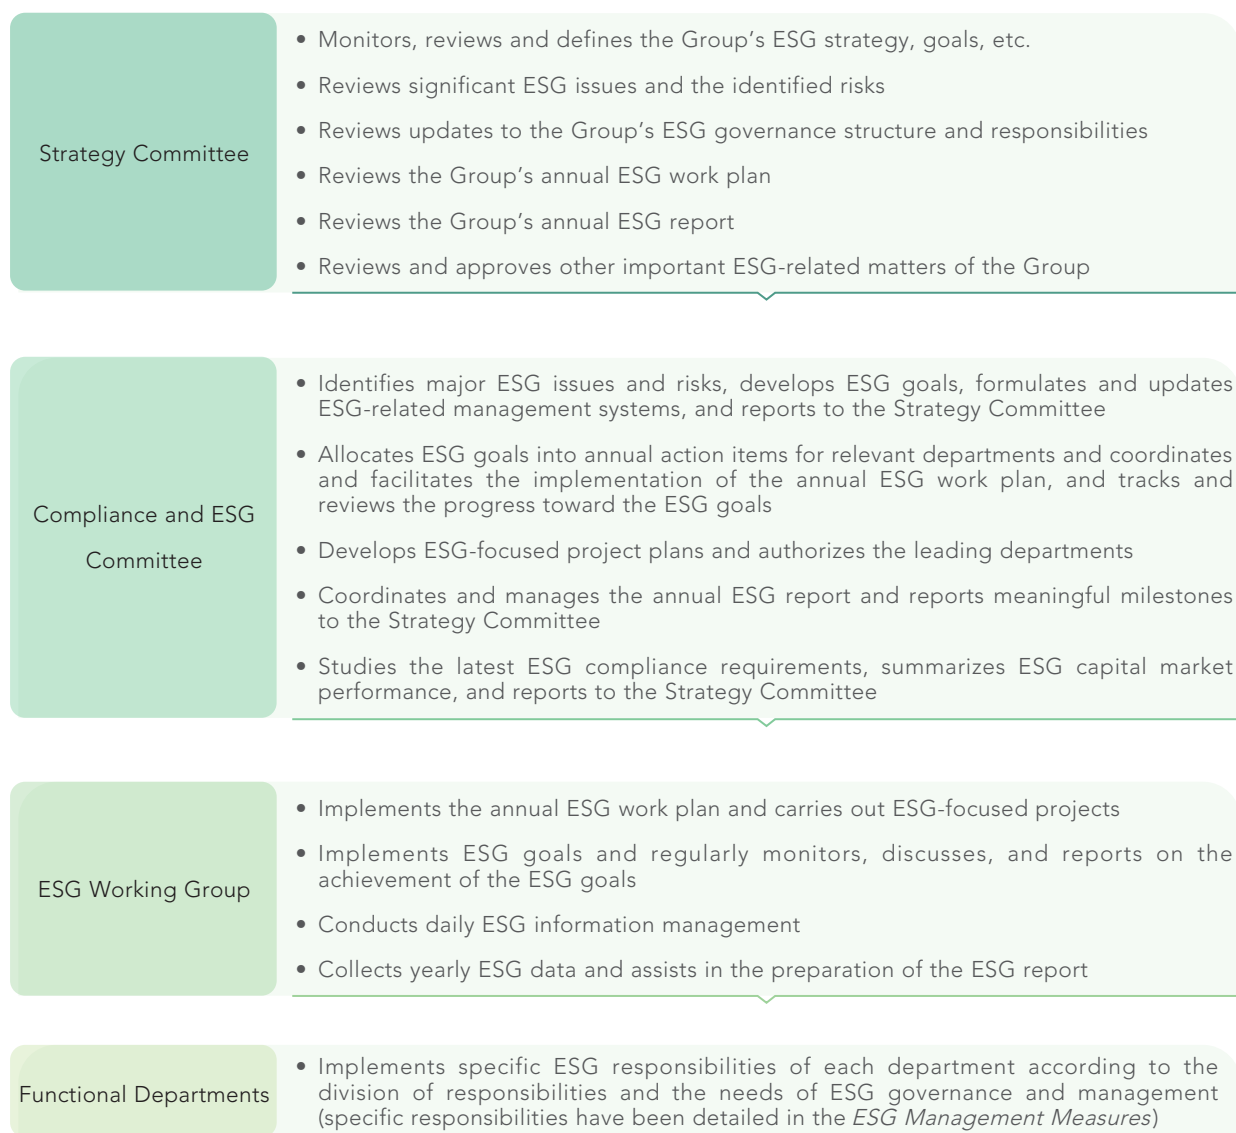 Strategy Committee
• Monitors, reviews and defines the Group's ESG strategy, goals, etc.
• Reviews significant ESG issues and the identified risks
• Reviews updates to the Group's ESG governance structure and responsibilities
• Reviews the Group's annual ESG work plan
• Reviews the Group's annual ESG report
• Reviews and approves other important ESG-related matters of the Group
Compliance and ESG
Committee
• Identifies major ESG issues and risks, develops ESG goals, formulates and updates
ESG-related management systems, and reports to the Strategy Committee
• Allocates ESG goals into annual action items for relevant departments and coordinates
and facilitates the implementation of the annual ESG work plan, and tracks and
reviews the progress toward the ESG goals
• Develops ESG-focused project plans and authorizes the leading departments
• Coordinates and manages the annual ESG report and reports meaningful milestones
to the Strategy Committee
• Studies the latest ESG compliance requirements, summarizes ESG capital market
performance, and reports to the Strategy Committee
ESG Working Group
• Implements the annual ESG work plan and carries out ESG-focused projects
• Implements ESG goals and regularly monitors, discusses, and reports on the
achievement of the ESG goals
• Conducts daily ESG information management
• Collects yearly ESG data and assists in the preparation of the ESG report
Functional Departments
• Implements specific ESG responsibilities of each department according to the
division of responsibilities and the needs of ESG governance and management
(specific responsibilities have been detailed in the ESG Management Measures)